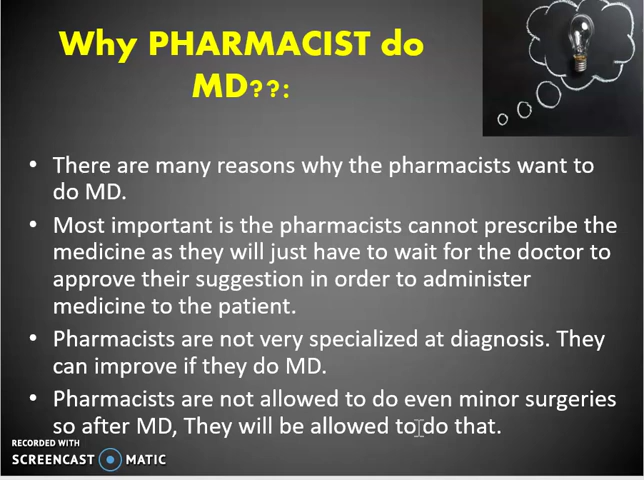 Why PHARMACIST do
MD??:
• There are many reasons why the pharmacists want to
do MD.
• Most important is the pharmacists cannot prescribe the
medicine as they will just have to wait for the doctor to
approve their suggestion in order to administer
medicine to the patient.
• Pharmacists are not very specialized at diagnosis. They
can improve if they do MD.
• Pharmacists are not allowed to do even minor surgeries
so after MD, They will be allowed to do that.
RECORDED WITH
SCREENCAST MATIC